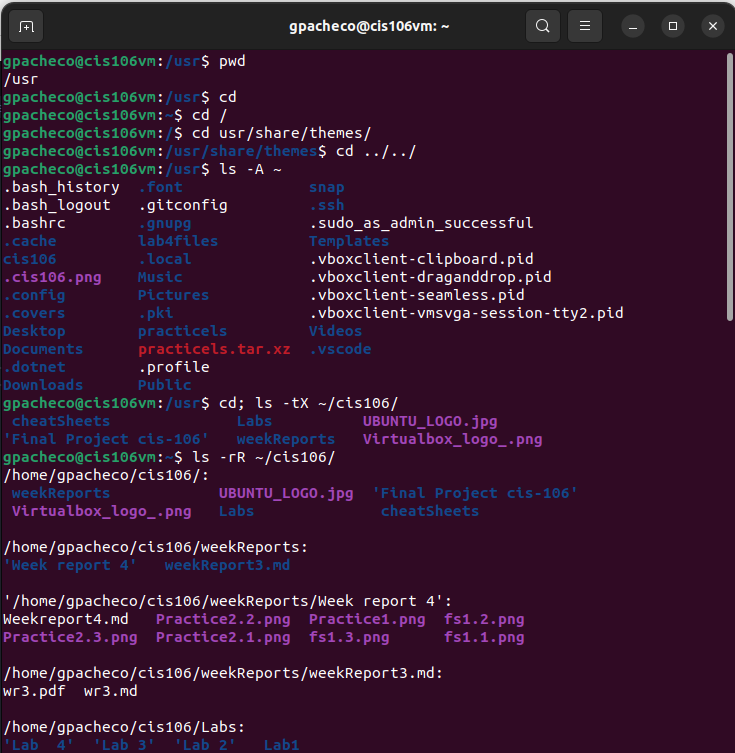 gpacheco@cis106vm: ~
gpacheco@cis106vm:/usr$ pwd
/usr
gpacheco@cis106vm:/usr$ cd
gpacheco@cis106vm:~$ cd /
gpacheco@cis106vm:/$ cd usr/share/themes/
gpacheco@cis106vm:/usr/share/themes$ cd ../../
gpacheco@cis106vm:/usr$ ls -A ~
.bash_history  .font            snap
.bash_logout   .gitconfig       .ssh
.bashrc        .gnupg           .sudo_as_admin_successful
.cache         lab4files        Templates
cis106         .local           .vboxclient-clipboard.pid
.cis106.png    Music            .vboxclient-draganddrop.pid
.config        Pictures         .vboxclient-seamless.pid
.covers        .pki             .vboxclient-vmsvga-session-tty2.pid
Desktop        practicels       Videos
Documents      practicels.tar.xz  .vscode
.dotnet        .profile
Downloads      Public
gpacheco@cis106vm:/usr$ cd; ls -tX ~/cis106/
 cheatSheets              Labs          UBUNTU_LOGO.jpg
'Final Project cis-106'   weekReports   Virtualbox_logo_.png
gpacheco@cis106vm:~$ ls -rR ~/cis106/
/home/gpacheco/cis106/:
 weekReports            UBUNTU_LOGO.jpg  'Final Project cis-106'
 Virtualbox_logo_.png   Labs              cheatSheets
/home/gpacheco/cis106/weekReports:
'Week report 4'   weekReport3.md
'/home/gpacheco/cis106/weekReports/Week report 4':
Weekreport4.md   Practice2.2.png  Practice1.png  fs1.2.png
Practice2.3.png  Practice2.1.png  fs1.3.png      fs1.1.png
/home/gpacheco/cis106/weekReports/weekReport3.md:
wr3.pdf  wr3.md
/home/gpacheco/cis106/Labs:
'Lab  4'  'Lab 3'  'Lab 2'   Lab1